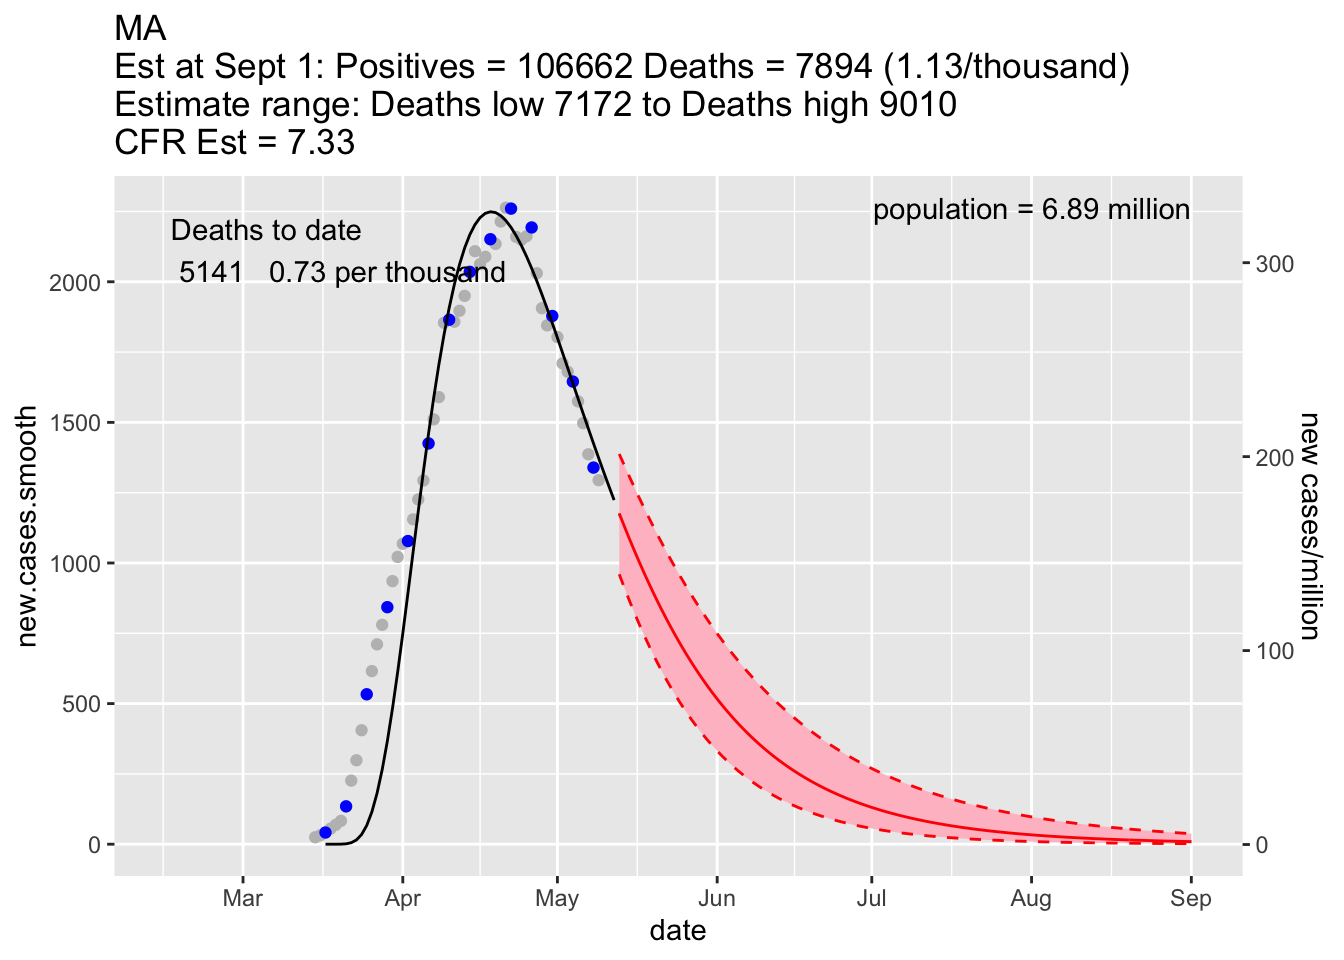 MA
Est at Sept 1: Positives = 106662 Deaths = 7894 (1.13/thousand)
Estimate range: Deaths low 7172 to Deaths high 9010
CFR Est = 7.33
Deaths to date
5141 0.73 per thousand
population = 6.89 million
new.cases.smooth
2000
1500
1000
500
0
300
200
100
0
new cases/million
Mar Apr May Jun Jul Aug Sep
date